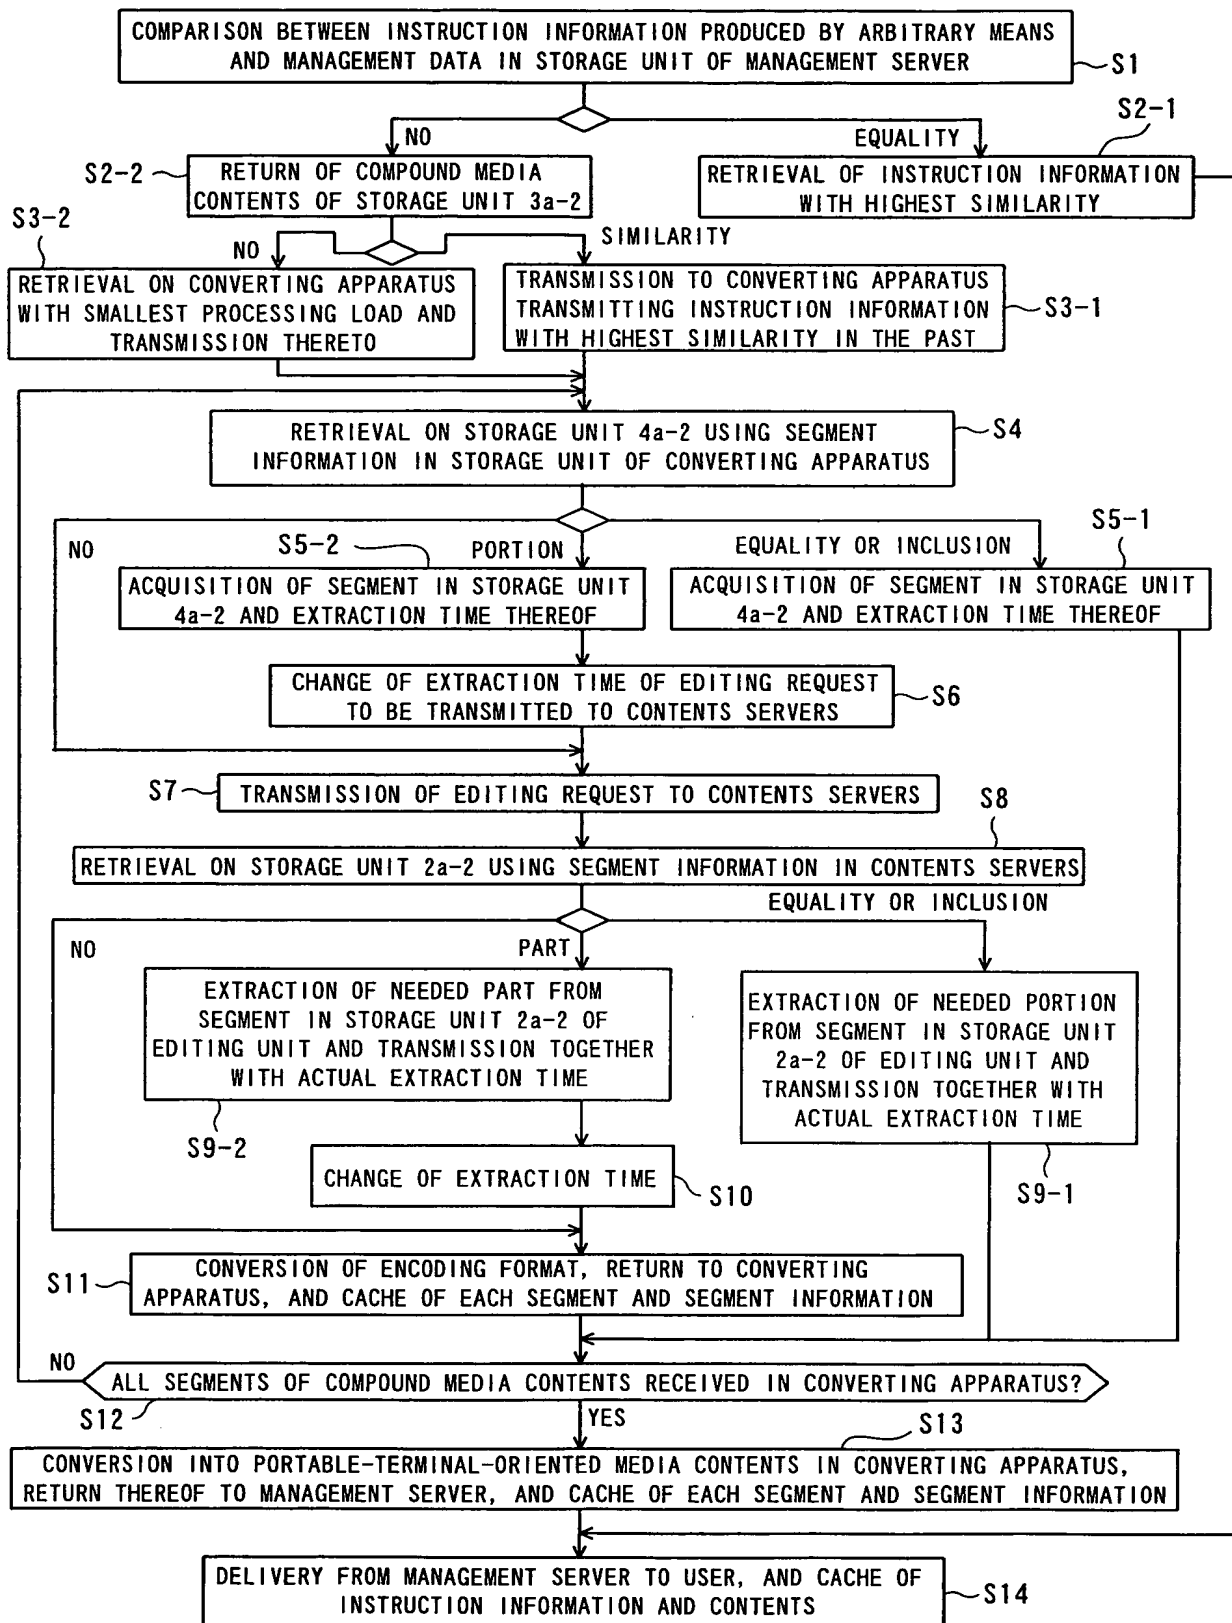 COMPARISON BETWEEN INSTRUCTION INFORMATION PRODUCED BY ARBITRARY MEANS
AND MANAGEMENT DATA IN STORAGE UNIT OF MANAGEMENT SERVER
S1
NO
EQUALITY
S2-1
S2-2
RETURN OF COMPOUND MEDIA
CONTENTS OF STORAGE UNIT 3a-2
RETRIEVAL OF INSTRUCTION INFORMATION
WITH HIGHEST SIMILARITY
S3-2
NO
SIMILARITY
RETRIEVAL ON CONVERTING APPARATUS
WITH SMALLEST PROCESSING LOAD AND
TRANSMISSION THERETO
TRANSMISSION TO CONVERTING APPARATUS
TRANSMITTING INSTRUCTION INFORMATION
WITH HIGHEST SIMILARITY IN THE PAST
S3-1
RETRIEVAL ON STORAGE UNIT 4a-2 USING SEGMENT
INFORMATION IN STORAGE UNIT OF CONVERTING APPARATUS
S4
NO
S5-2
PORTION
EQUALITY OR INCLUSION
S5-1
ACQUISITION OF SEGMENT IN STORAGE UNIT
4a-2 AND EXTRACTION TIME THEREOF
ACQUISITION OF SEGMENT IN STORAGE UNIT
4a-2 AND EXTRACTION TIME THEREOF
CHANGE OF EXTRACTION TIME OF EDITING REQUEST
TO BE TRANSMITTED TO CONTENTS SERVERS
S6
S7
TRANSMISSION OF EDITING REQUEST TO CONTENTS SERVERS
S8
RETRIEVAL ON STORAGE UNIT 2a-2 USING SEGMENT INFORMATION IN CONTENTS SERVERS
EQUALITY OR INCLUSION
NO
PART
EXTRACTION OF NEEDED PART FROM
SEGMENT IN STORAGE UNIT 2a-2 OF
EDITING UNIT AND TRANSMISSION TOGETHER
WITH ACTUAL EXTRACTION TIME
S9-2
EXTRACTION OF NEEDED PORTION
FROM SEGMENT IN STORAGE UNIT
2a-2 OF EDITING UNIT AND
TRANSMISSION TOGETHER WITH
ACTUAL EXTRACTION TIME
S9-1
CHANGE OF EXTRACTION TIME
S10
S11
CONVERSION OF ENCODING FORMAT, RETURN TO CONVERTING
APPARATUS, AND CACHE OF EACH SEGMENT AND SEGMENT INFORMATION
NO
ALL SEGMENTS OF COMPOUND MEDIA CONTENTS RECEIVED IN CONVERTING APPARATUS?
S12
YES
S13
CONVERSION INTO PORTABLE-TERMINAL-ORIENTED MEDIA CONTENTS IN CONVERTING APPARATUS,
RETURN THEREOF TO MANAGEMENT SERVER, AND CACHE OF EACH SEGMENT AND SEGMENT INFORMATION
DELIVERY FROM MANAGEMENT SERVER TO USER, AND CACHE OF
INSTRUCTION INFORMATION AND CONTENTS
S14